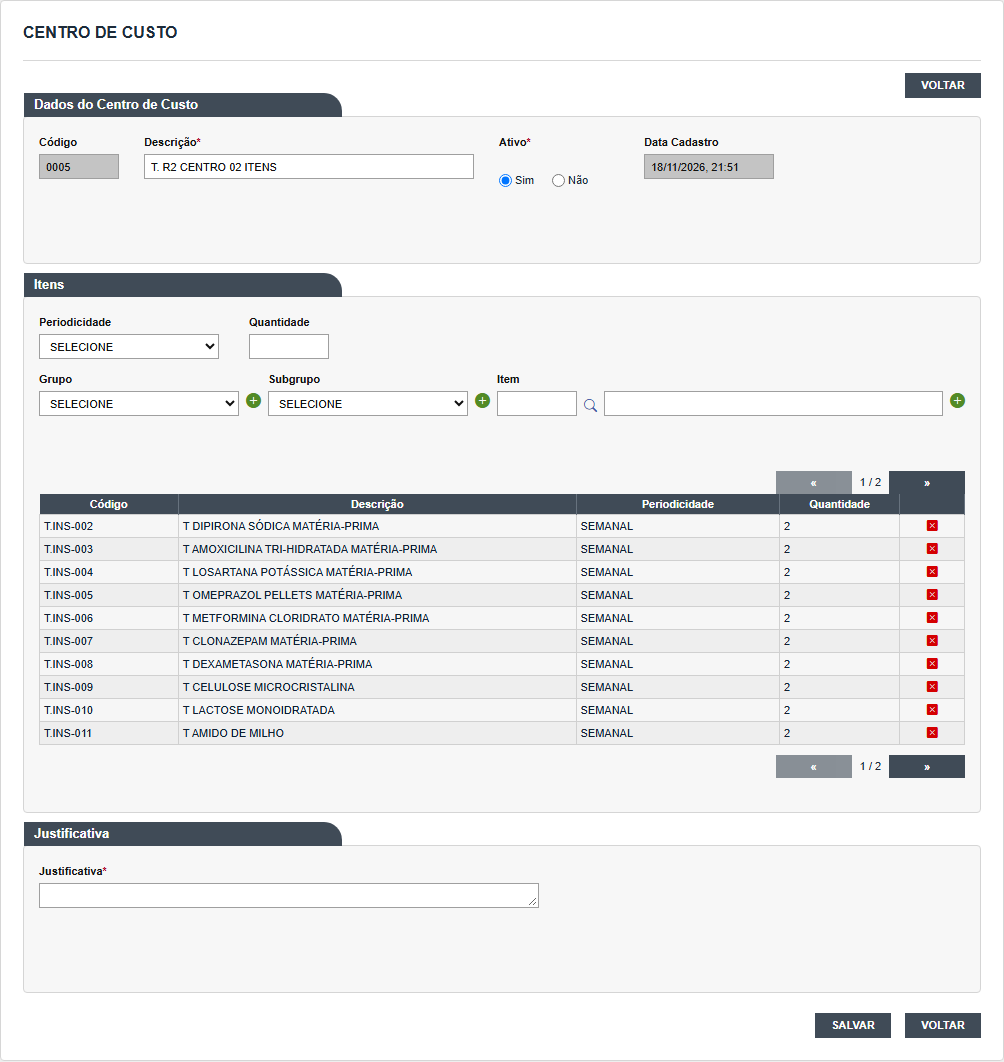 CENTRO DE CUSTO
VOLTAR
Dados do Centro de Custo
Código Descrição* Ativo* Data Cadastro
0005 T. R2 CENTRO 02 ITENS Sim Não 18/11/2026, 21:51
Itens
Periodicidade Quantidade
SELECIONE
Grupo Subgrupo Item
SELECIONE SELECIONE
« 1 / 2 »
Código Descrição Periodicidade Quantidade
T.INS-002 T DIPIRONA SÓDICA MATÉRIA-PRIMA SEMANAL 2
T.INS-003 T AMOXICILINA TRI-HIDRATADA MATÉRIA-PRIMA SEMANAL 2
T.INS-004 T LOSARTANA POTÁSSICA MATÉRIA-PRIMA SEMANAL 2
T.INS-005 T OMEPRAZOL PELLETS MATÉRIA-PRIMA SEMANAL 2
T.INS-006 T METFORMINA CLORIDRATO MATÉRIA-PRIMA SEMANAL 2
T.INS-007 T CLONAZEPAM MATÉRIA-PRIMA SEMANAL 2
T.INS-008 T DEXAMETASONA MATÉRIA-PRIMA SEMANAL 2
T.INS-009 T CELULOSE MICROCRISTALINA SEMANAL 2
T.INS-010 T LACTOSE MONOIDRATADA SEMANAL 2
T.INS-011 T AMIDO DE MILHO SEMANAL 2
« 1 / 2 »
Justificativa
Justificativa*
SALVAR VOLTAR